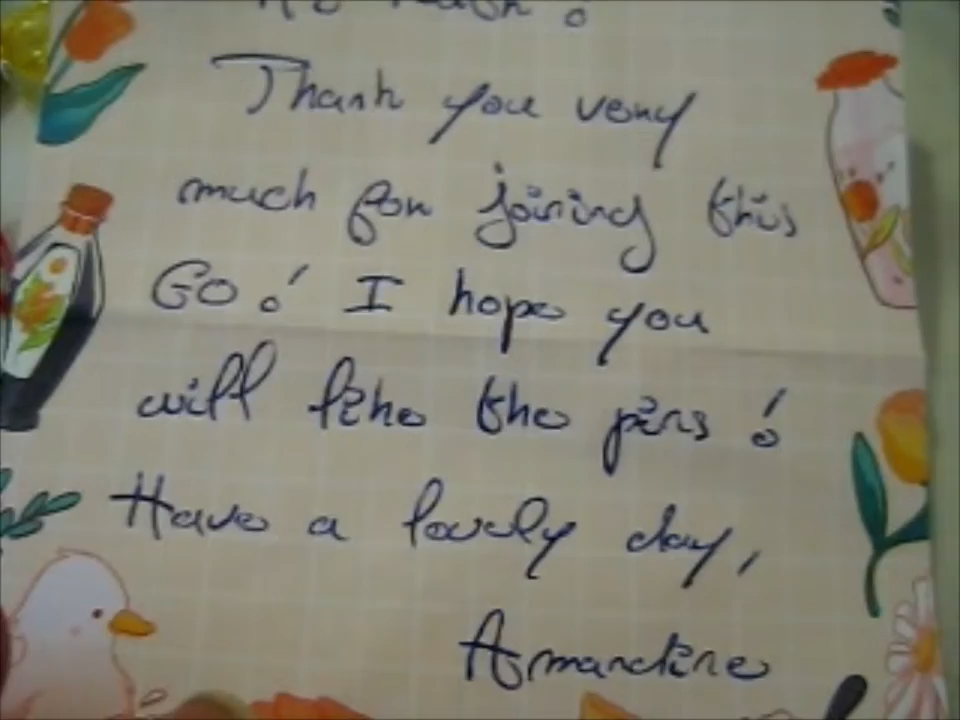 Thank you very
much for joining this
GO! I hope you
will like the pins!
Have a lovely day,
Amandine